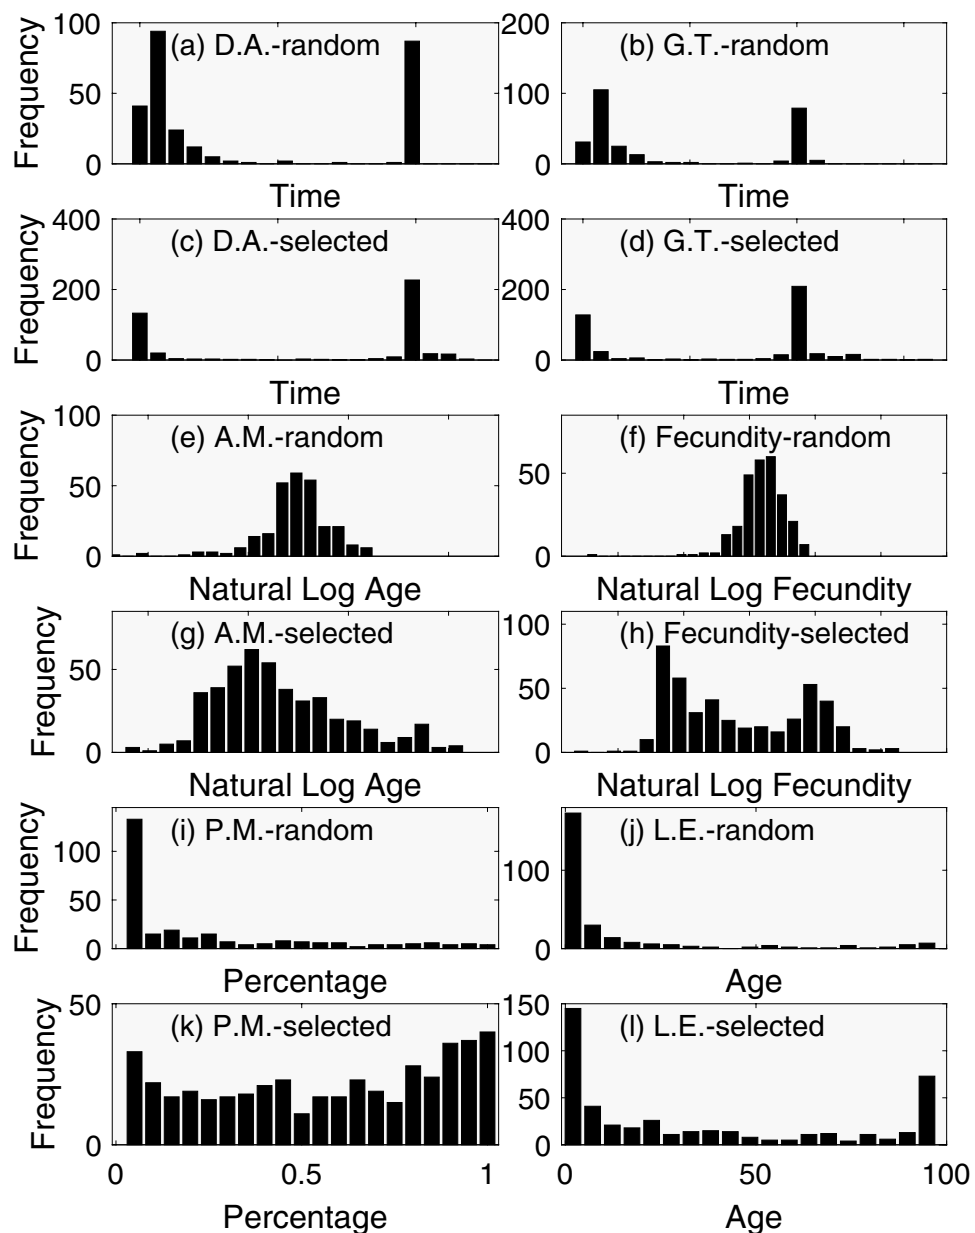 100
50
0
Frequency
(a) D.A.-random
Time
200
100
0
(b) G.T.-random
Time
400
200
0
Frequency
(c) D.A.-selected
Time
400
200
0
(d) G.T.-selected
Time
100
50
0
Frequency
(e) A.M.-random
Natural Log Age
50
0
(f) Fecundity-random
Natural Log Fecundity
50
0
Frequency
(g) A.M.-selected
Natural Log Age
100
50
0
(h) Fecundity-selected
Natural Log Fecundity
100
50
0
Frequency
(i) P.M.-random
Percentage
100
0
(j) L.E.-random
Age
50
0
Frequency
(k) P.M.-selected
0 0.5 1
Percentage
150
100
50
0
(l) L.E.-selected
0 50 100
Age